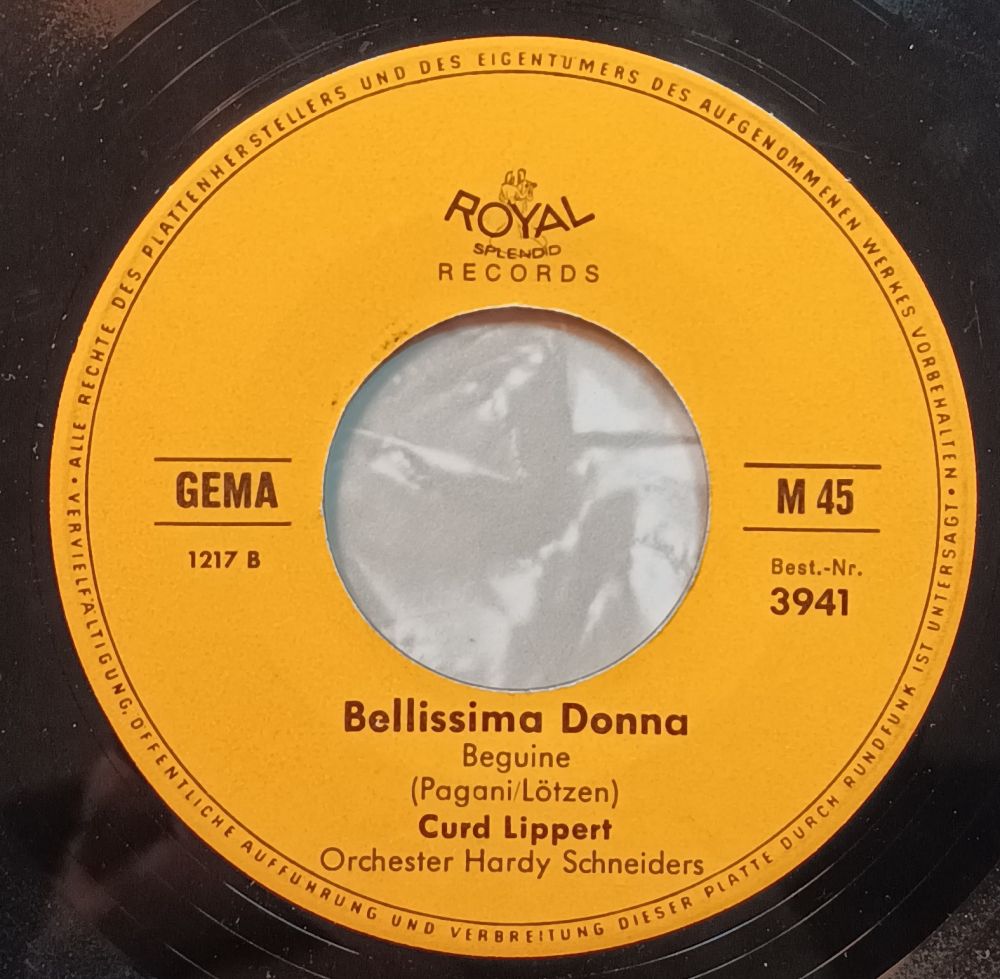 • ALLE RECHTE DES PLATTENHERSTELLERS UND DES EIGENTUMERS DES AUFGENOMMENEN WERKES VORBEHALTEN • VERVIELFÄLTIGUNG, ÖFFENTLICHE AUFFUHRUNG UND VERBREITUNG DIESER PLATTE DURCH RUNDFUNK IST UNTERSAGT
ROYAL
SPLENDID
RECORDS
GEMA
1217 B
M 45
Best.-Nr.
3941
Bellissima Donna
Beguine
(Pagani/Lötzen)
Curd Lippert
Orchester Hardy Schneiders